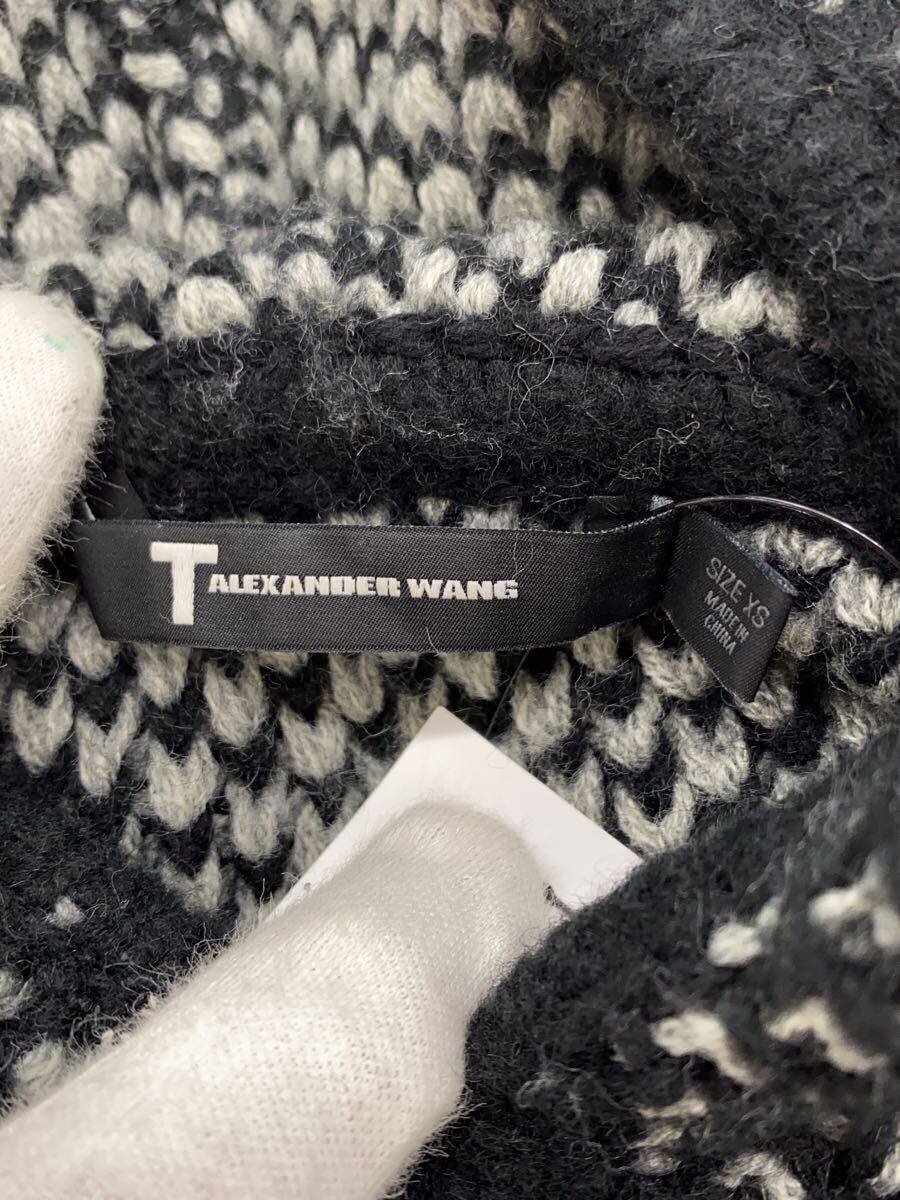 T ALEXANDER WANG
SIZE XS
MADE IN
CHINA